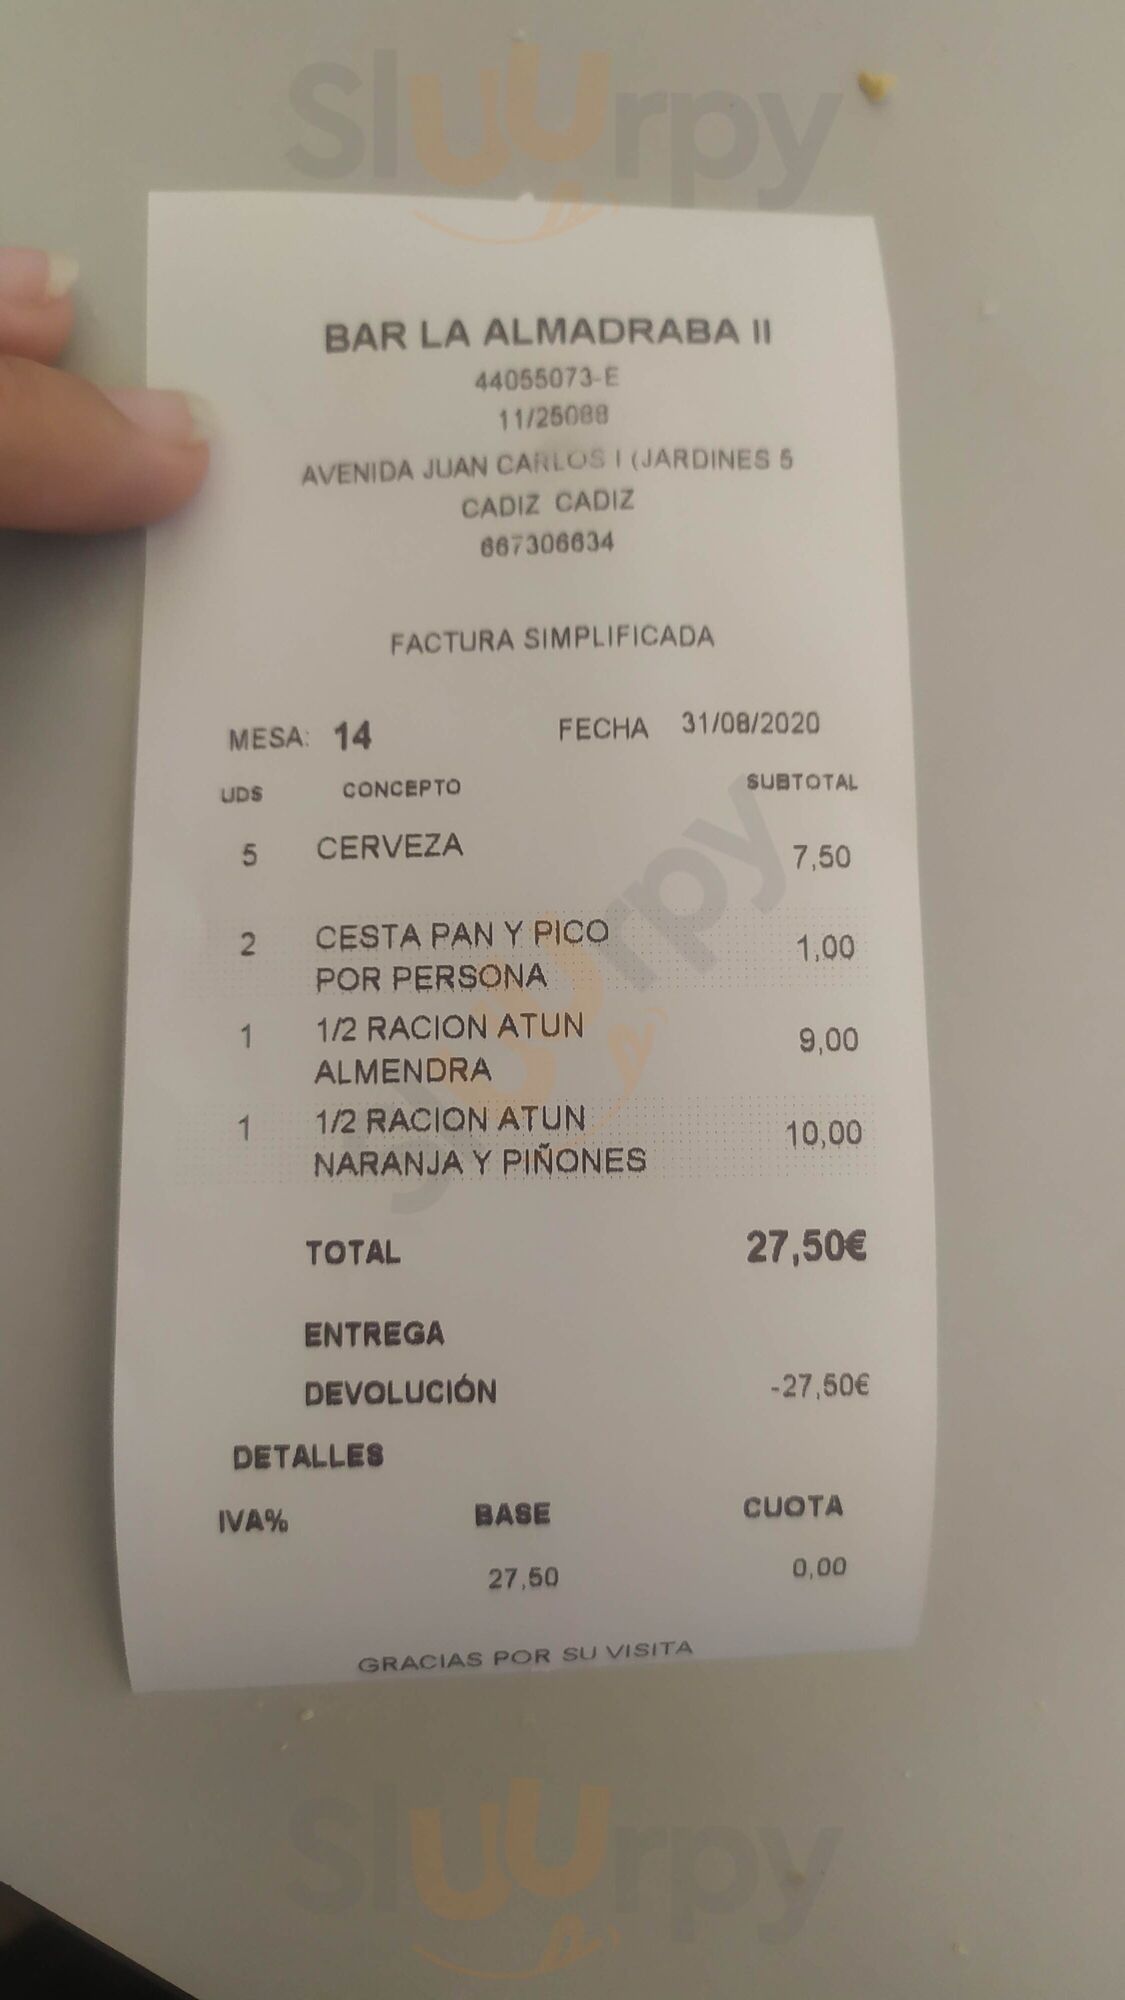 Sluurpy
BAR LA ALMADRABA II
44055073-E
11/25088
AVENIDA JUAN CARLOS I (JARDINES 5
CADIZ CADIZ
667306634
FACTURA SIMPLIFICADA
MESA: 14 FECHA 31/08/2020
UDS CONCEPTO SUBTOTAL
5 CERVEZA 7,50
2 CESTA PAN Y PICO 1,00
POR PERSONA
1 1/2 RACION ATUN 9,00
ALMENDRA
1 1/2 RACION ATUN 10,00
NARANJA Y PIÑONES
Sluurpy
TOTAL 27,50€
ENTREGA
DEVOLUCIÓN -27,50€
DETALLES
IVA% BASE CUOTA
27,50 0,00
GRACIAS POR SU VISITA
Sluurpy